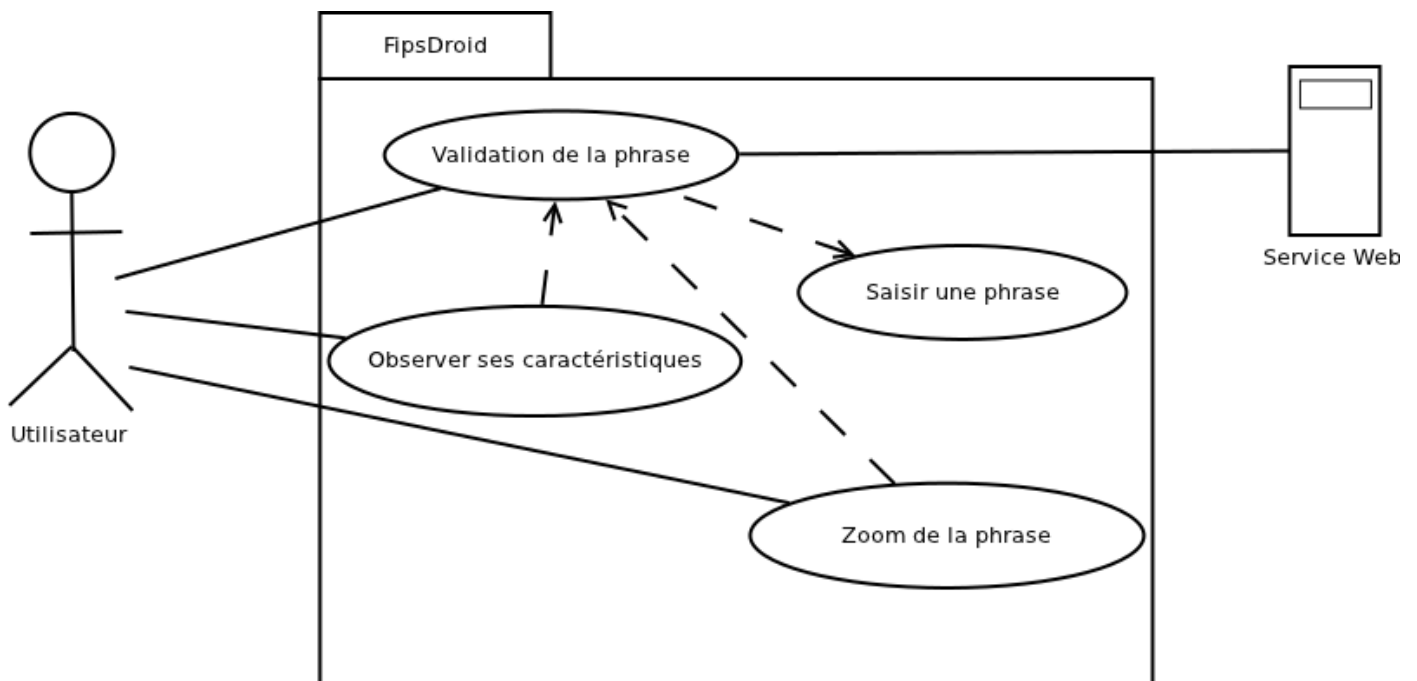 FipsDroid
Validation de la phrase
Service Web
Saisir une phrase
Observer ses caractéristiques
Utilisateur
Zoom de la phrase